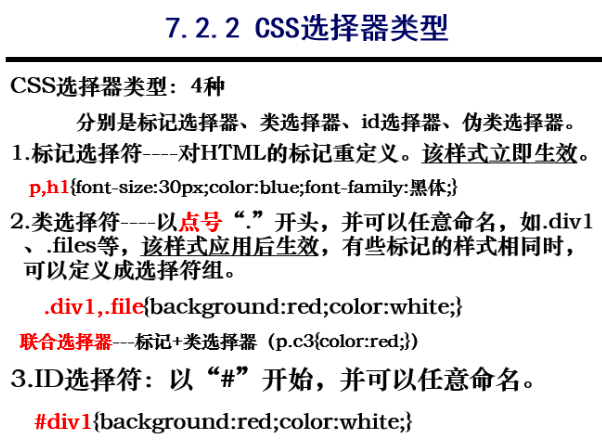 7.2.2 CSS选择器类型
CSS选择器类型：4种
分别是标记选择器、类选择器、id选择器、伪类选择器。
1.标记选择符----对HTML的标记重定义。该样式立即生效。
p,h1{font-size:30px;color:blue;font-family:黑体;}
2.类选择符----以点号“.”开头，并可以任意命名，如.div1
、.files等，该样式应用后生效，有些标记的样式相同时，
可以定义成选择符组。
.div1,.file{background:red;color:white;}
联合选择器---标记+类选择器（p.c3{color:red;}）
3.ID选择符：以“#”开始，并可以任意命名。
#div1{background:red;color:white;}